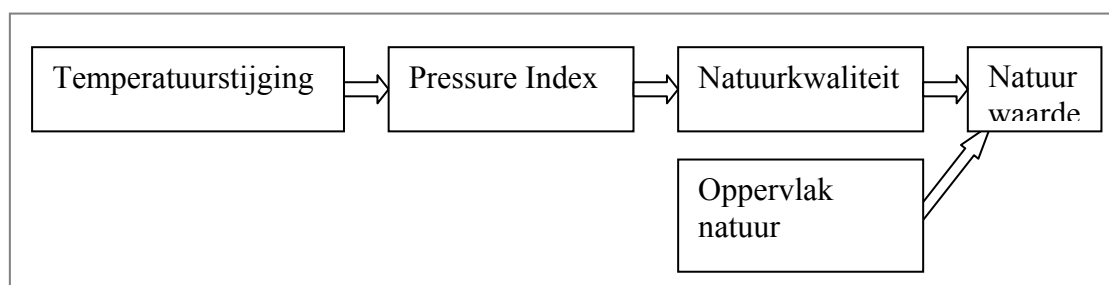 Temperatuurstijging
Pressure Index
Natuurkwaliteit
Natuur
waarde
Oppervlak
natuur